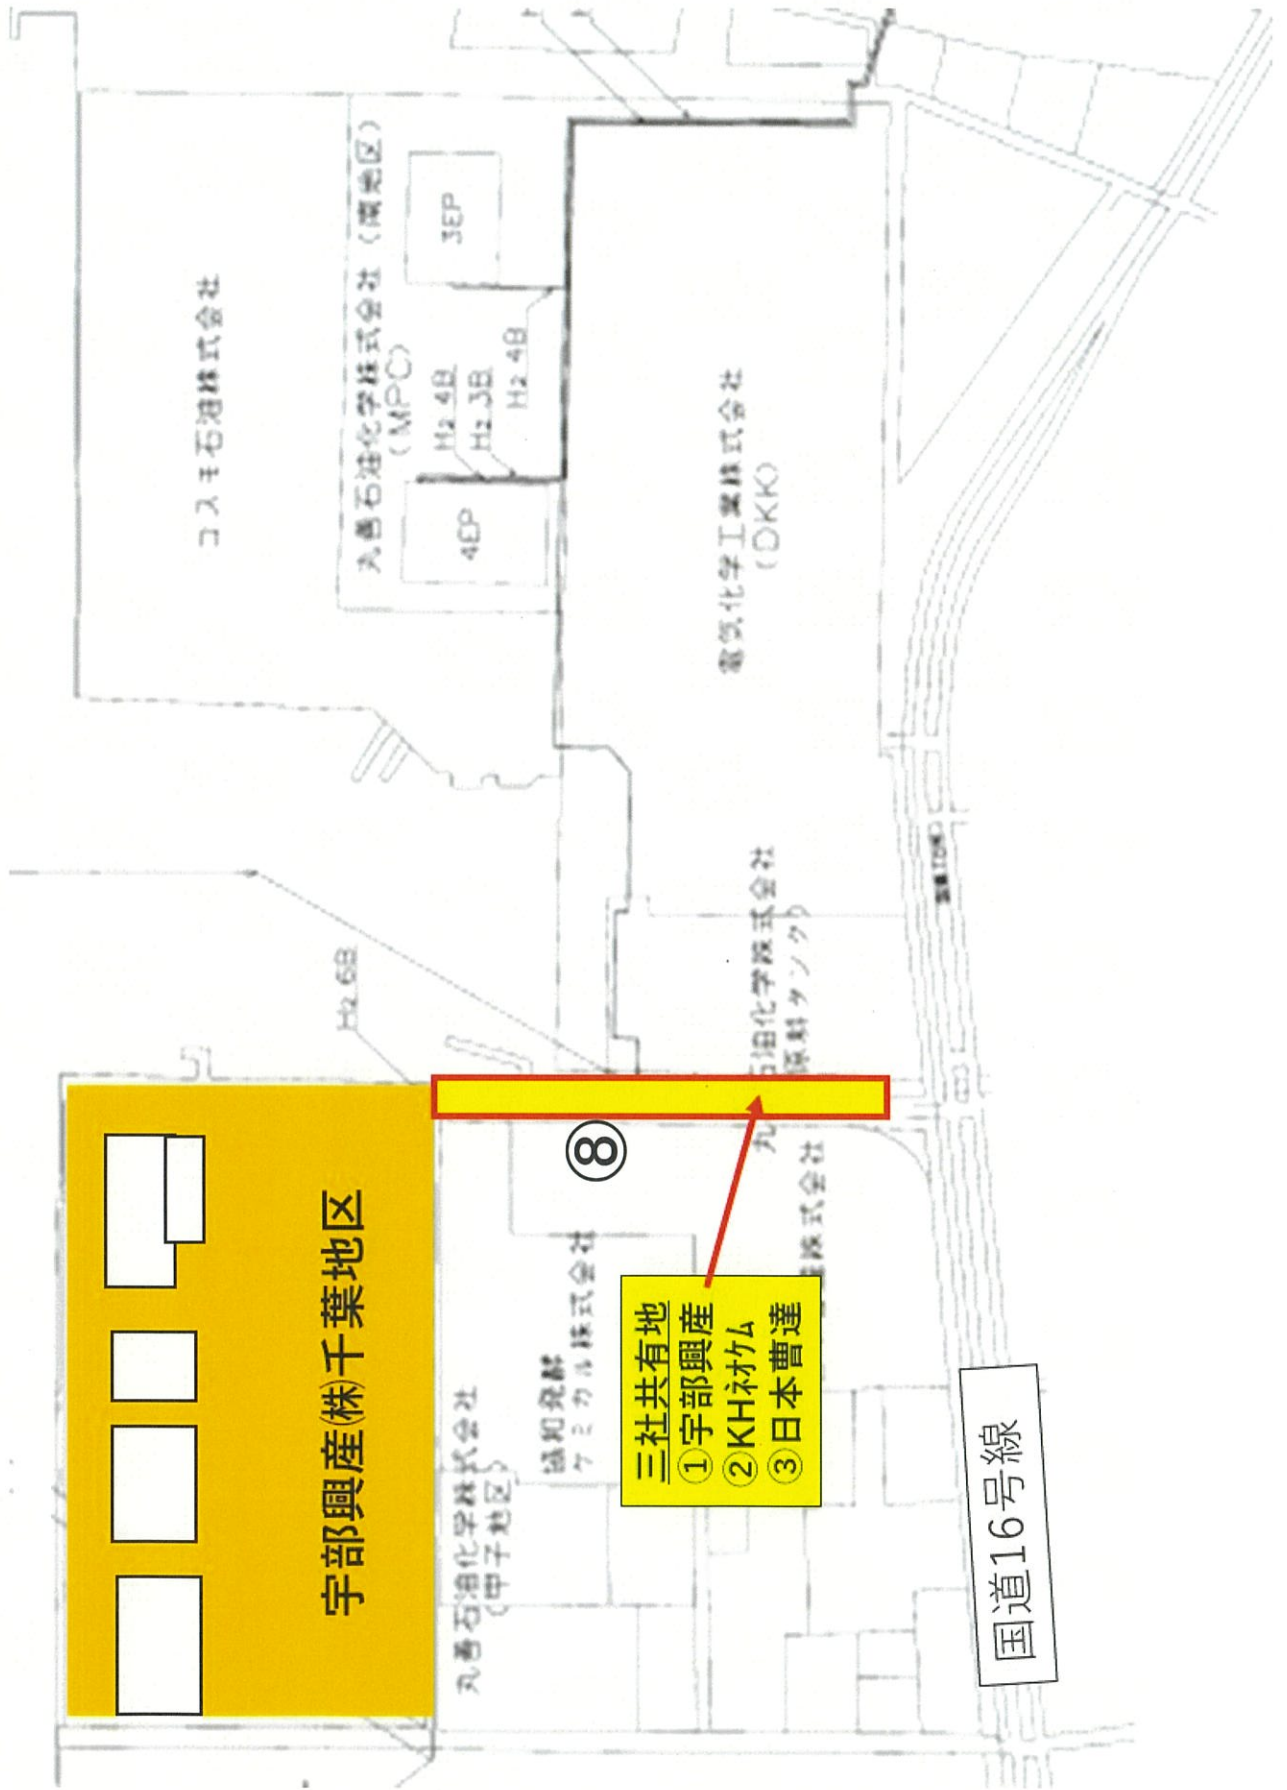 コスモ石油株式会社
丸善石油化学株式会社（南地区）
（MPC）
3EP
4EP
H₂ 4B
H₂ 3B
H₂ 4B
電気化学工業株式会社
（DKK）
H₂ 6B
宇部興産㈱千葉地区
⑧
丸
石油化学株式会社
原料タンク）
株式会社
丸善石油化学株式会社
（甲子地区）
協和発酵
ケミカル株式会社
三社共有地
①宇部興産
②KHﾈｵｹﾑ
③日本曹達
国道16号線